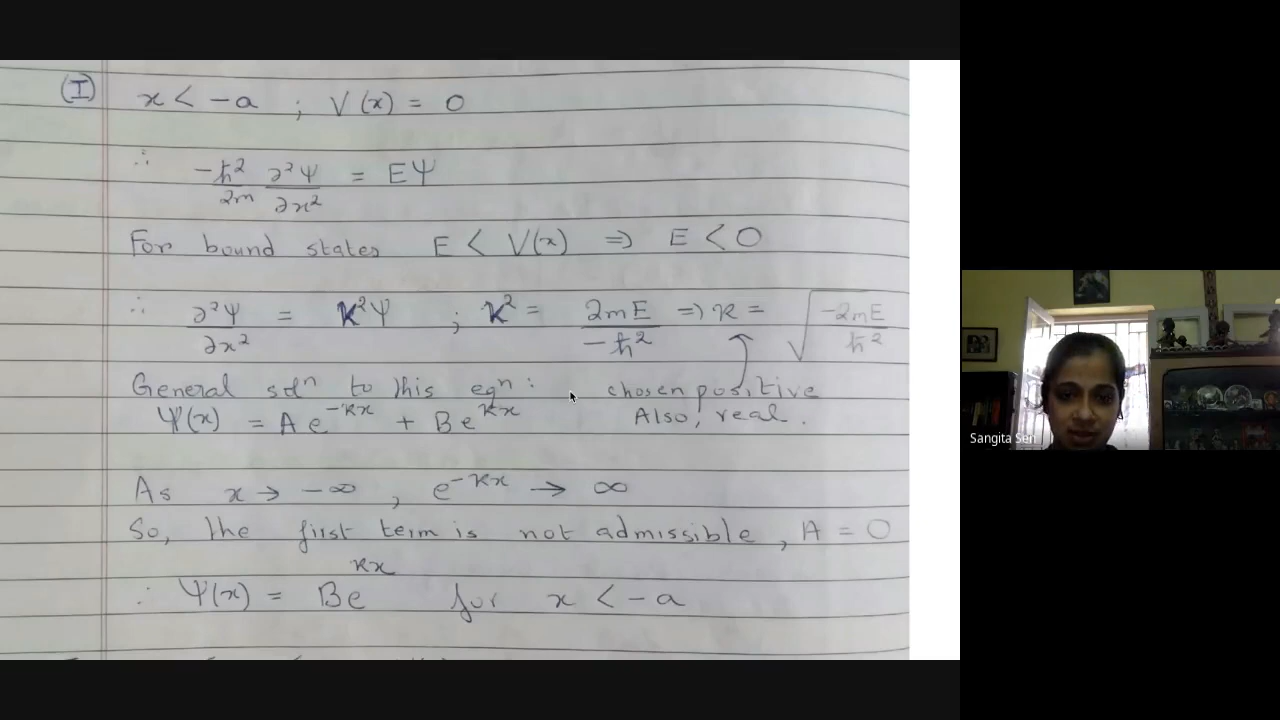 (I) x < -a ; V(x) = 0
∴ -ℏ²/2m ∂²Ψ/∂x² = EΨ
For bound states E < V(x) ⇒ E < 0
∴ ∂²Ψ/∂x² = κ²Ψ ; κ² = 2mE/-ℏ² ⇒ κ = √(-2mE/ℏ²)
General solⁿ to this eqⁿ: chosen positive
Ψ(x) = Ae^{-κx} + Be^{κx} Also, real.
As x → -∞, e^{-κx} → ∞
So, the first term is not admissible, A = 0
∴ Ψ(x) = Be^{κx} for x < -a
Sangita Sen